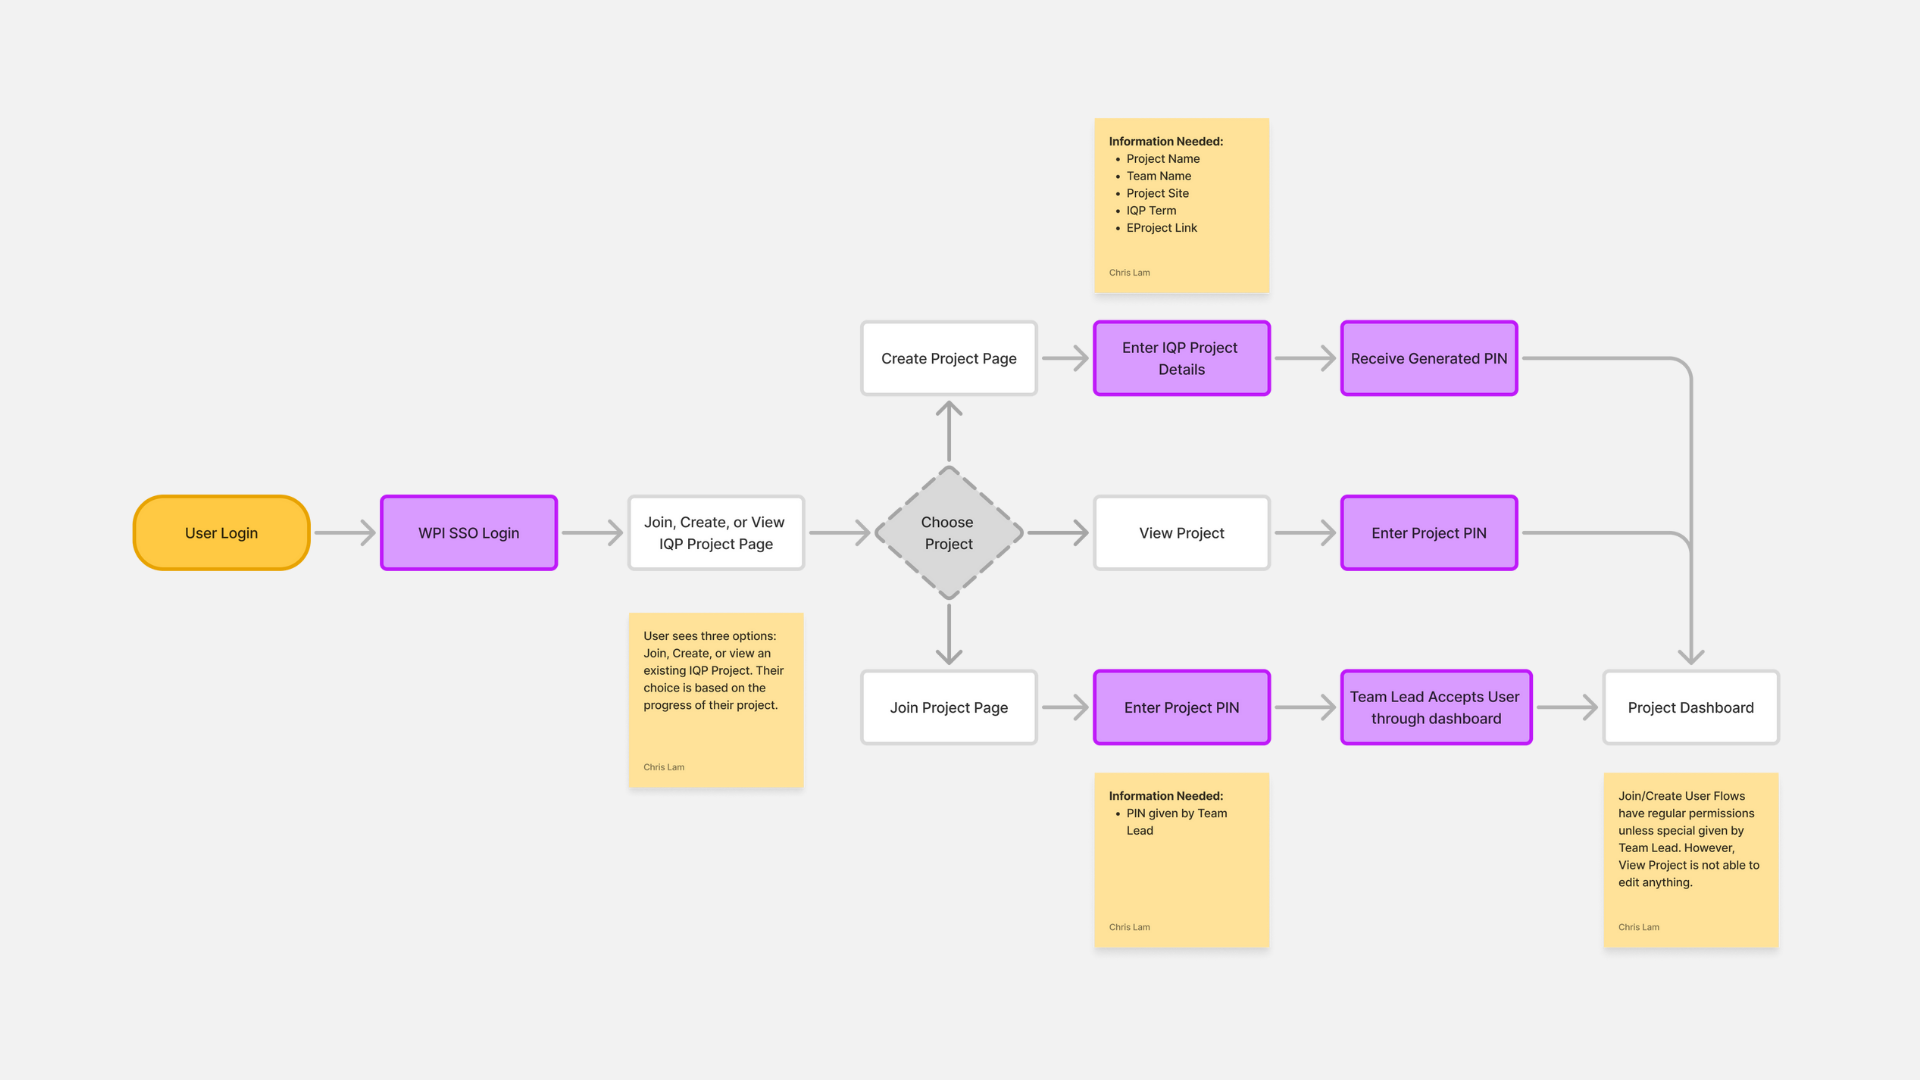 Information Needed:
• Project Name
• Team Name
• Project Site
• IQP Term
• EProject Link
Chris Lam
Create Project Page
Enter IQP Project
Details
Receive Generated PIN
User Login
WPI SSO Login
Join, Create, or View
IQP Project Page
Choose
Project
View Project
Enter Project PIN
User sees three options:
Join, Create, or view an
existing IQP Project. Their
choice is based on the
progress of their project.
Chris Lam
Join Project Page
Enter Project PIN
Team Lead Accepts User
through dashboard
Project Dashboard
Information Needed:
• PIN given by Team
Lead
Chris Lam
Join/Create User Flows
have regular permissions
unless special given by
Team Lead. However,
View Project is not able to
edit anything.
Chris Lam